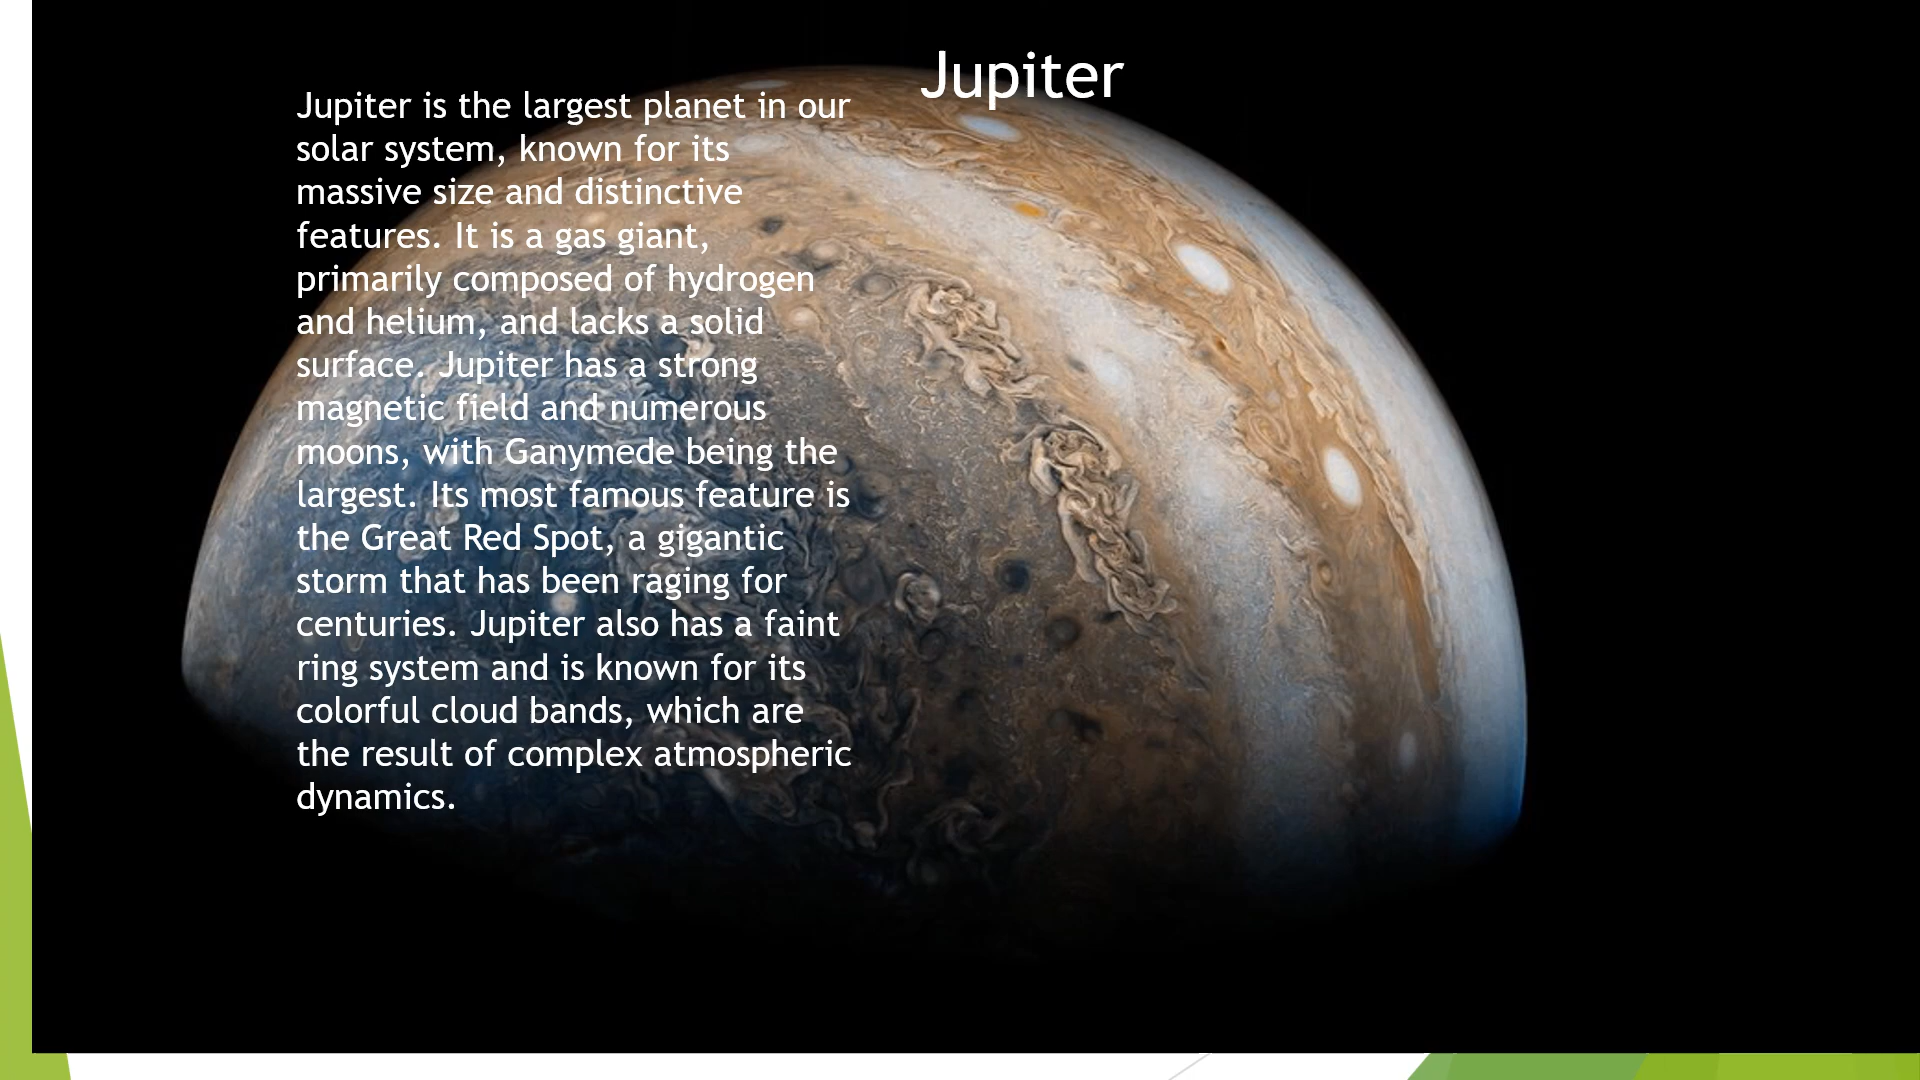 Jupiter
Jupiter is the largest planet in our
solar system, known for its
massive size and distinctive
features. It is a gas giant,
primarily composed of hydrogen
and helium, and lacks a solid
surface. Jupiter has a strong
magnetic field and numerous
moons, with Ganymede being the
largest. Its most famous feature is
the Great Red Spot, a gigantic
storm that has been raging for
centuries. Jupiter also has a faint
ring system and is known for its
colorful cloud bands, which are
the result of complex atmospheric
dynamics.